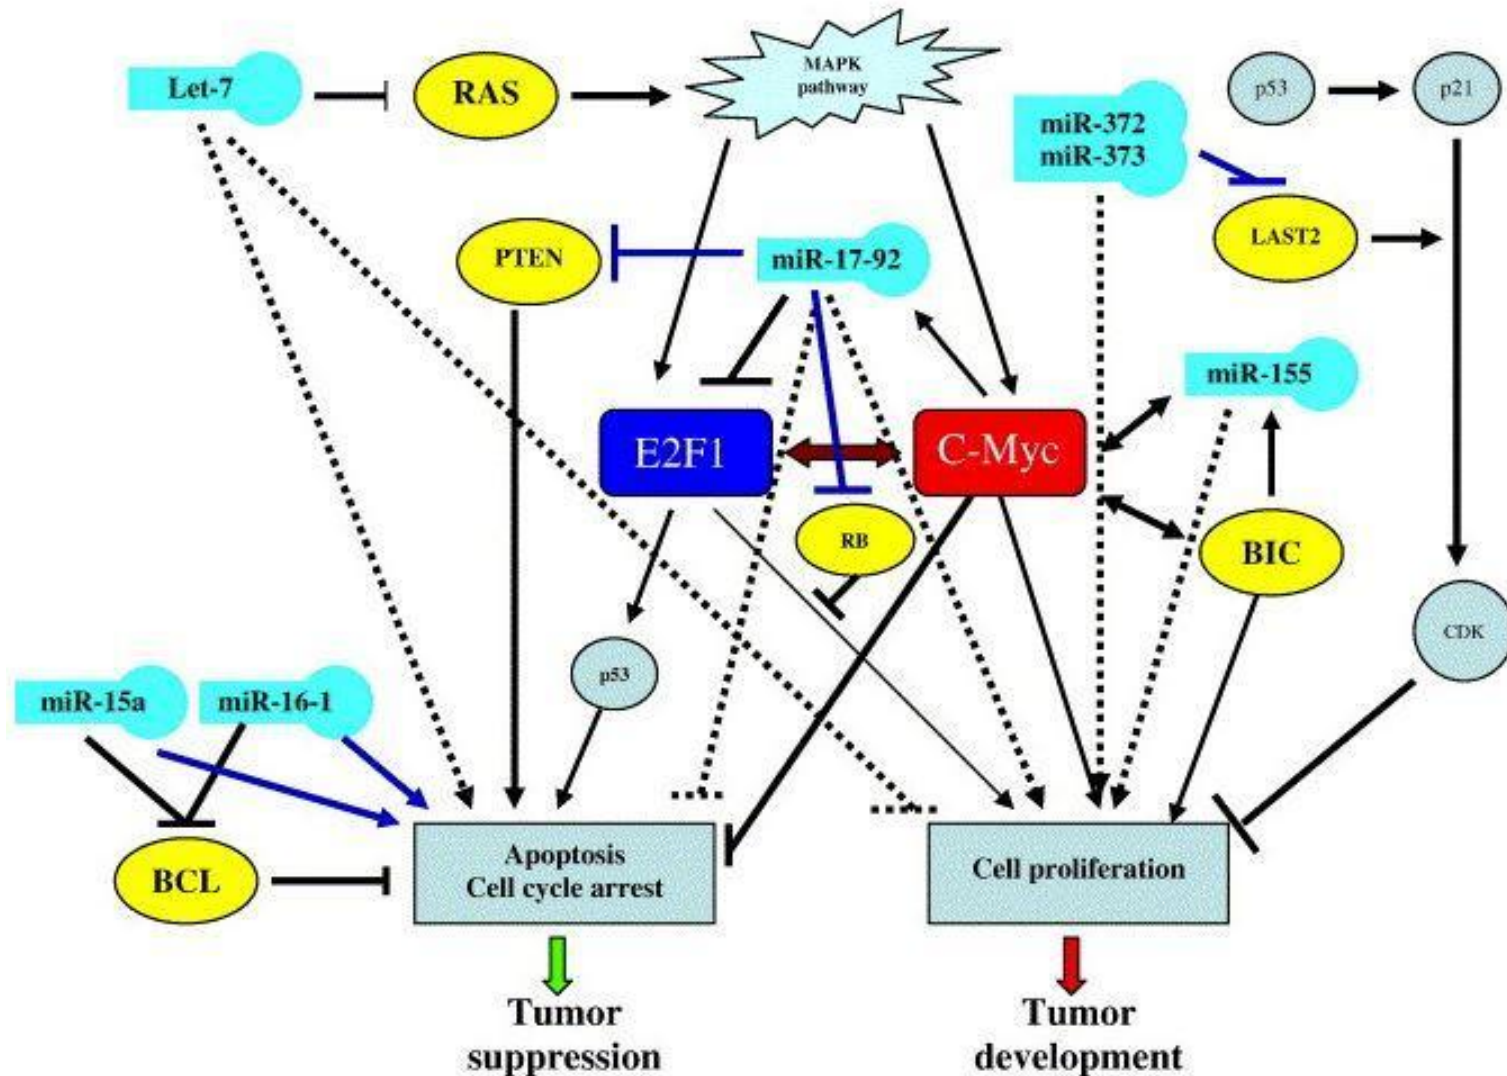 MAPK
pathway
Let-7
RAS
p53
p21
miR-372
miR-373
LAST2
PTEN
miR-17-92
miR-155
E2F1
C-Myc
RB
BIC
CDK
p53
miR-15a
miR-16-1
BCL
Apoptosis
Cell cycle arrest
Cell proliferation
Tumor
suppression
Tumor
development